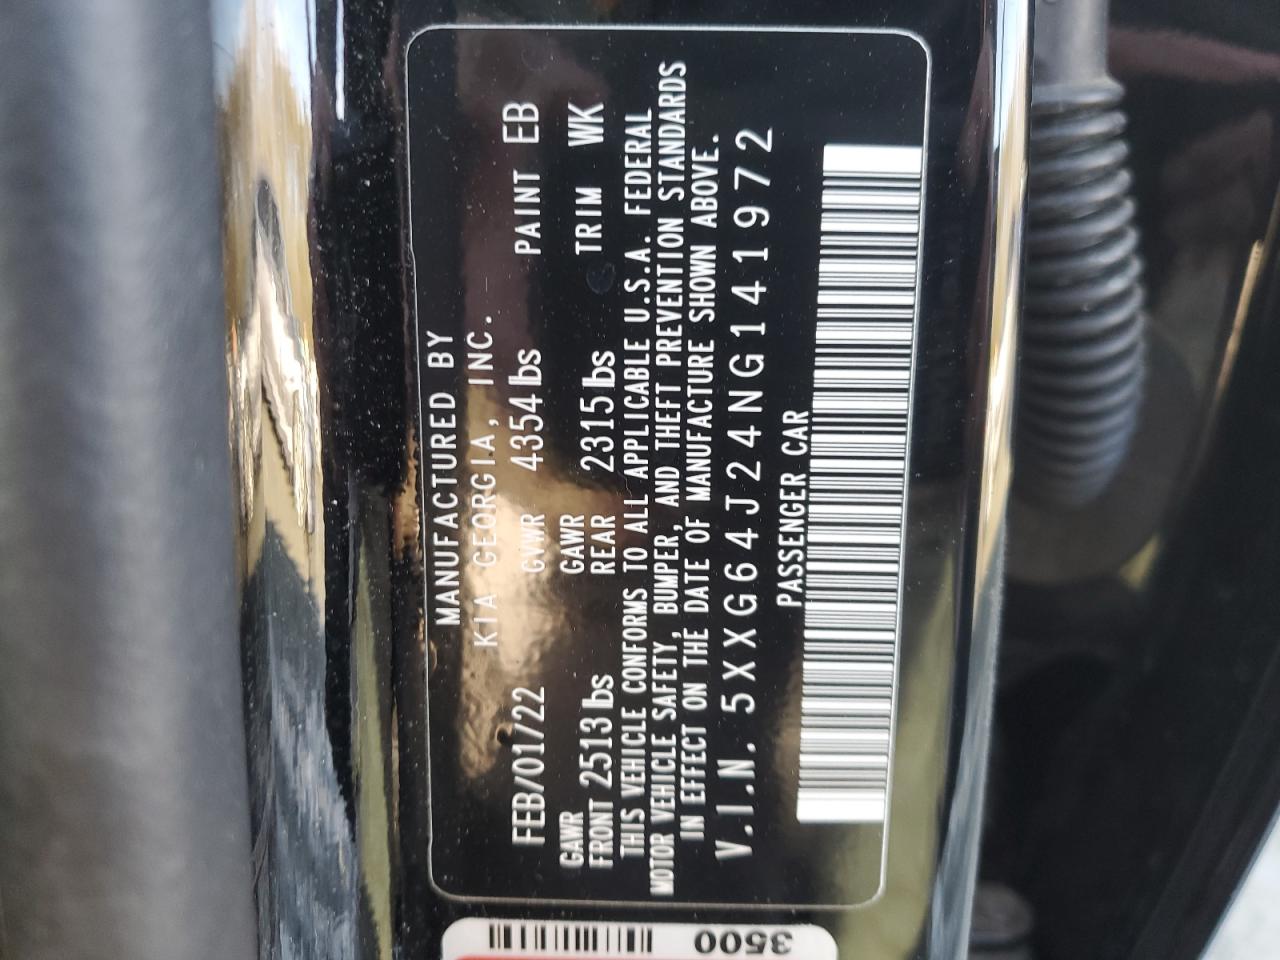 MANUFACTURED BY
KIA GEORGIA, INC.
FEB/01/22 GVWR 4354 lbs PAINT EB
GAWR FRONT 2513 lbs GAWR REAR 2315 lbs TRIM WK
THIS VEHICLE CONFORMS TO ALL APPLICABLE U.S.A. FEDERAL
MOTOR VEHICLE SAFETY, BUMPER, AND THEFT PREVENTION STANDARDS
IN EFFECT ON THE DATE OF MANUFACTURE SHOWN ABOVE.
V.I.N. 5XXG64J24NG141972
PASSENGER CAR
3500